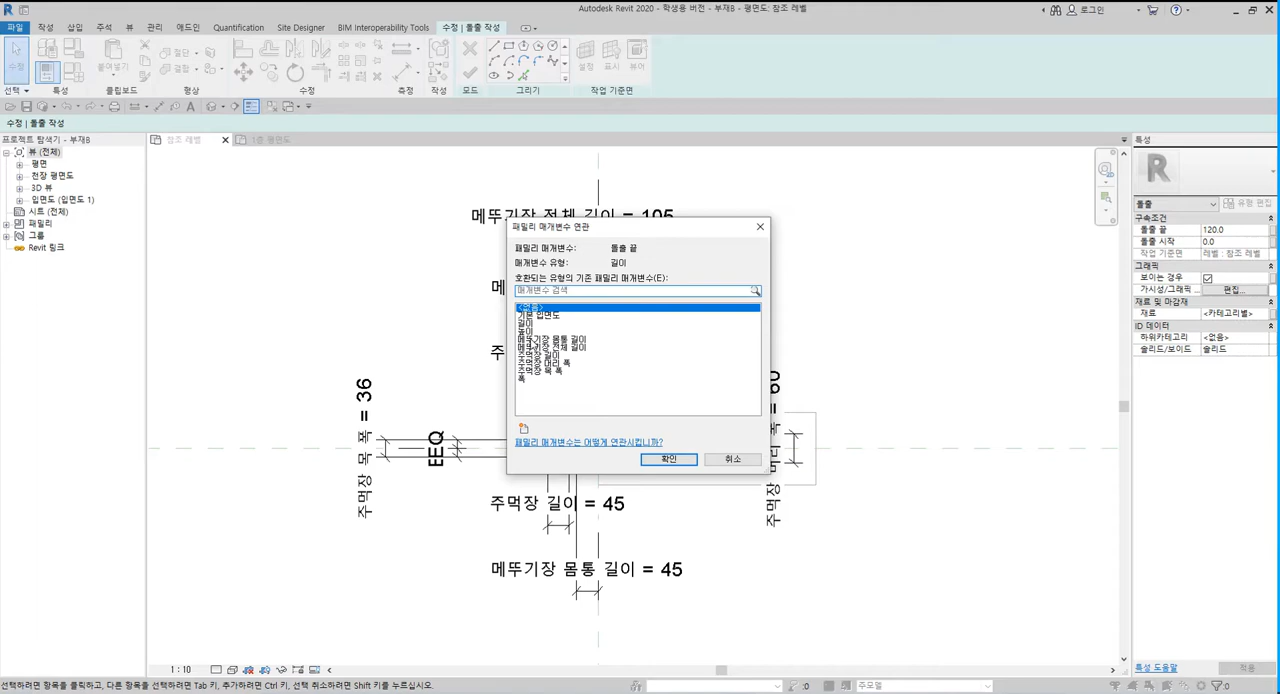 Autodesk Revit 2020 - 학생용 버전 - 부재B - 평면도: 참조 레벨
로그인
파일 작성 삽입 주석 뷰 관리 애드인 Quantification Site Designer BIM Interoperability Tools 수정 | 돌출 작성
수정 붙여넣기 절단 결합 설정 표시 뷰어
선택 특성 클립보드 형상 수정 측정 작성 모드 그리기 작업 기준면
수정 | 돌출 작성
프로젝트 탐색기 - 부재B
참조 레벨
1층 평면도
특성
뷰 (전체)
평면
천장 평면도
3D 뷰
입면도 (입면도 1)
시트 (전체)
패밀리
그룹
Revit 링크
메뚜기장 전체 길이 = 105
패밀리 매개변수 연관
패밀리 매개변수: 돌출 끝
매개변수 유형: 길이
호환되는 유형의 기존 패밀리 매개변수(E):
매개변수 검색
<없음>
기본 입면도
길이
높이
메뚜기장 몸통 길이
메뚜기장 전체 길이
주먹장 길이
주먹장 머리 폭
주먹장 목 폭
폭
패밀리 매개변수는 어떻게 연관시킵니까?
확인 취소
메
주
주먹장 목 폭 = 36
EEQ
주먹장 머리 폭 = 60
주먹장 길이 = 45
메뚜기장 몸통 길이 = 45
돌출 유형 편집
구속조건
돌출 끝 120.0
돌출 시작 0.0
작업 기준면 레벨 : 참조 레벨
그래픽
보이는 경우
가시성/그래픽 ... 편집...
재료 및 마감재
재료 <카테고리별>
ID 데이터
하위카테고리 <없음>
솔리드/보이드 솔리드
특성 도움말 적용
1 : 10
선택하려면 항목을 클릭하고, 다른 항목을 선택하려면 Tab 키, 추가하려면 Ctrl 키, 선택 취소하려면 Shift 키를 누르십시오.
:0 주모델 :0